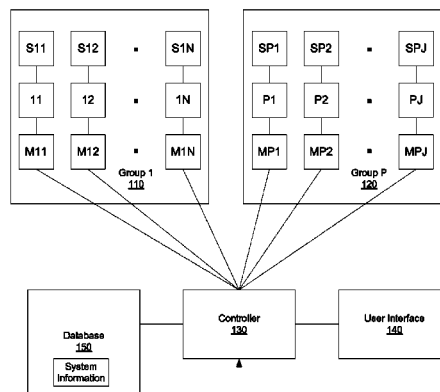 S11 S12 S1N SP1 SP2 SPJ
11 12 1N P1 P2 PJ
M11 M12 M1N MP1 MP2 MPJ
Group 1 Group P
110 120
Database Controller User Interface
150 130 140
System
Information